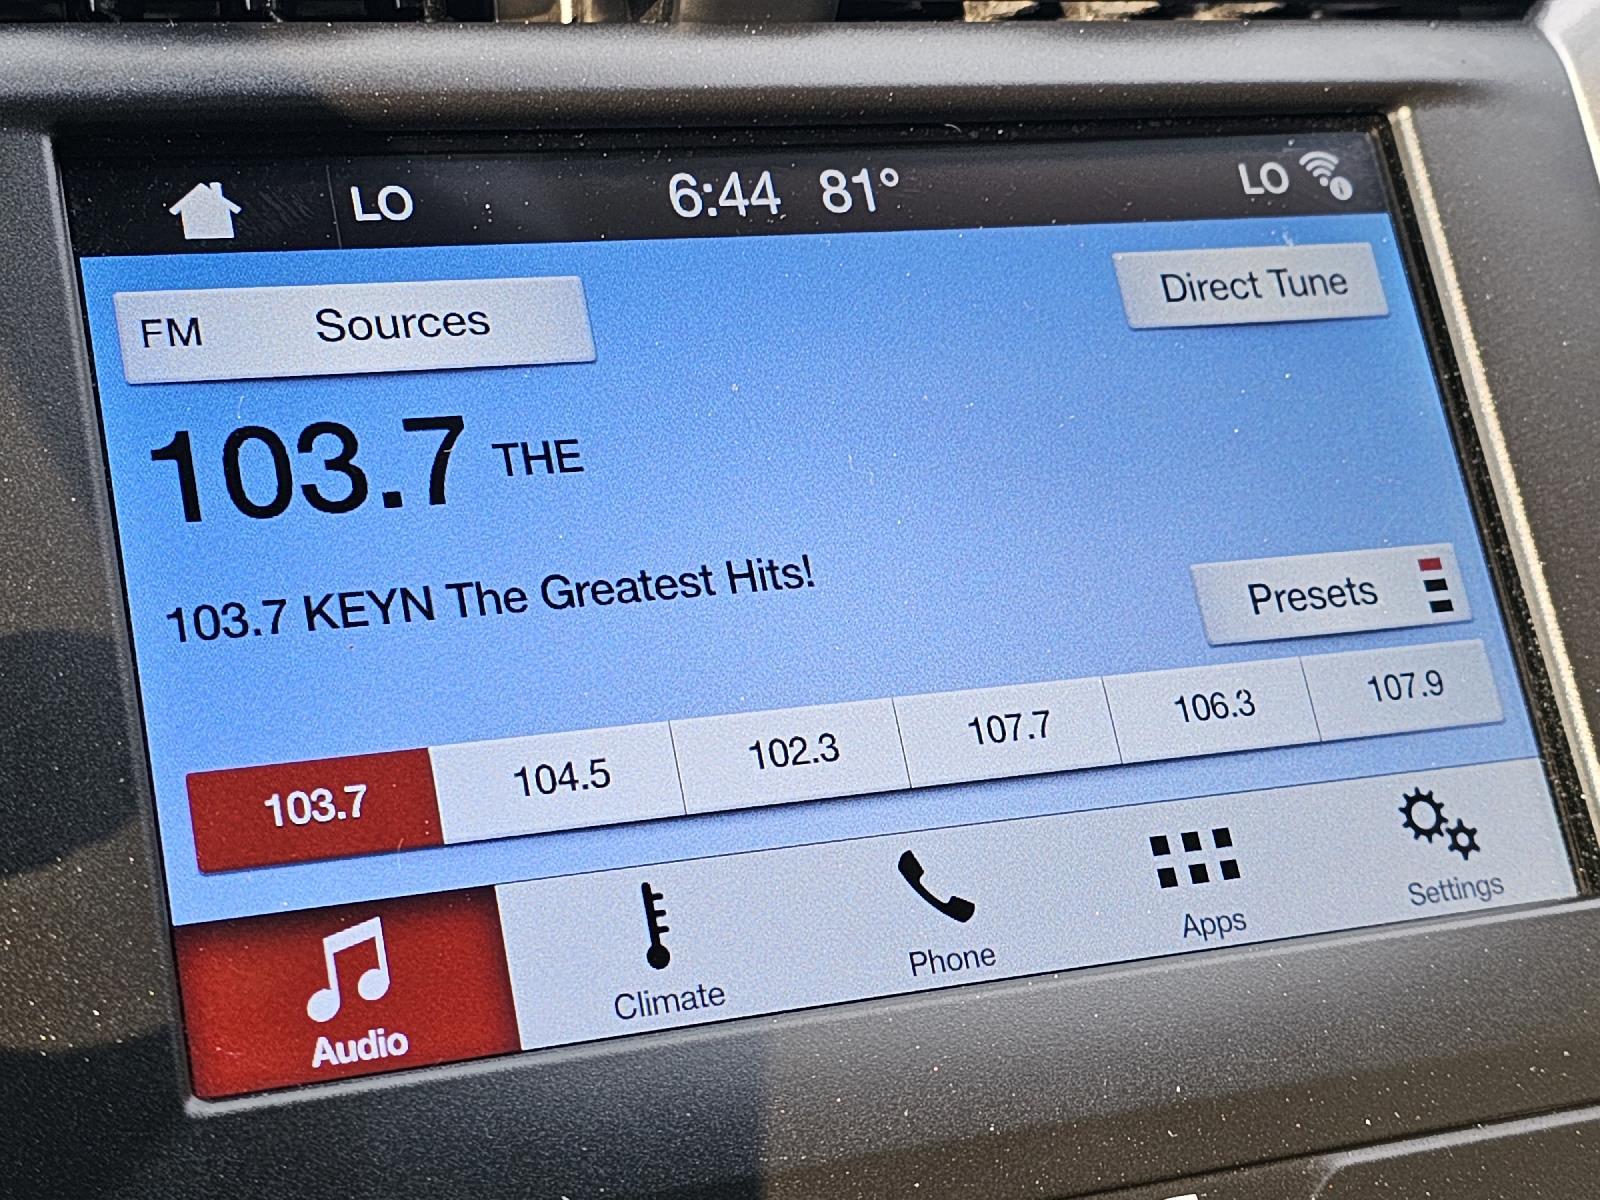 LO 6:44 81° LO
FM Sources Direct Tune
103.7 THE
103.7 KEYN The Greatest Hits!
Presets
103.7 104.5 102.3 107.7 106.3 107.9
Audio Climate Phone Apps Settings